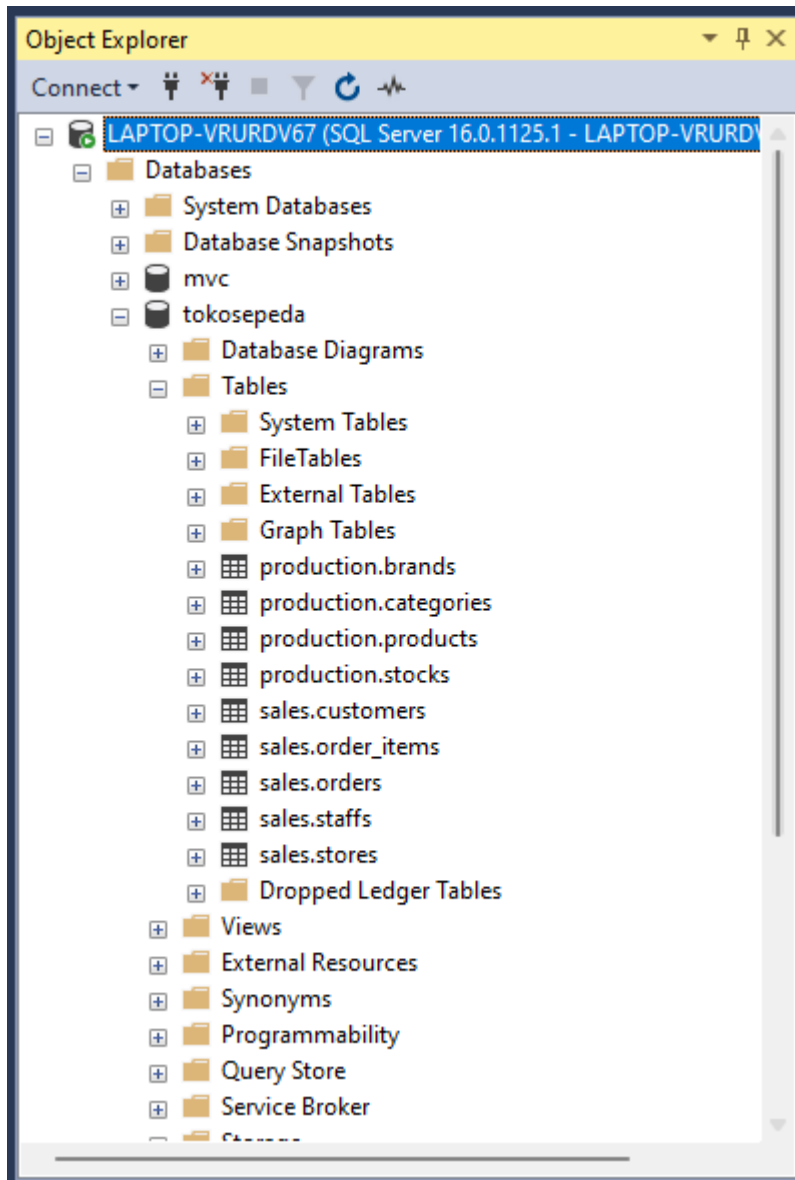 Object Explorer
Connect
LAPTOP-VRURDV67 (SQL Server 16.0.1125.1 - LAPTOP-VRURDV
Databases
System Databases
Database Snapshots
mvc
tokosepeda
Database Diagrams
Tables
System Tables
FileTables
External Tables
Graph Tables
production.brands
production.categories
production.products
production.stocks
sales.customers
sales.order_items
sales.orders
sales.staffs
sales.stores
Dropped Ledger Tables
Views
External Resources
Synonyms
Programmability
Query Store
Service Broker
Storage